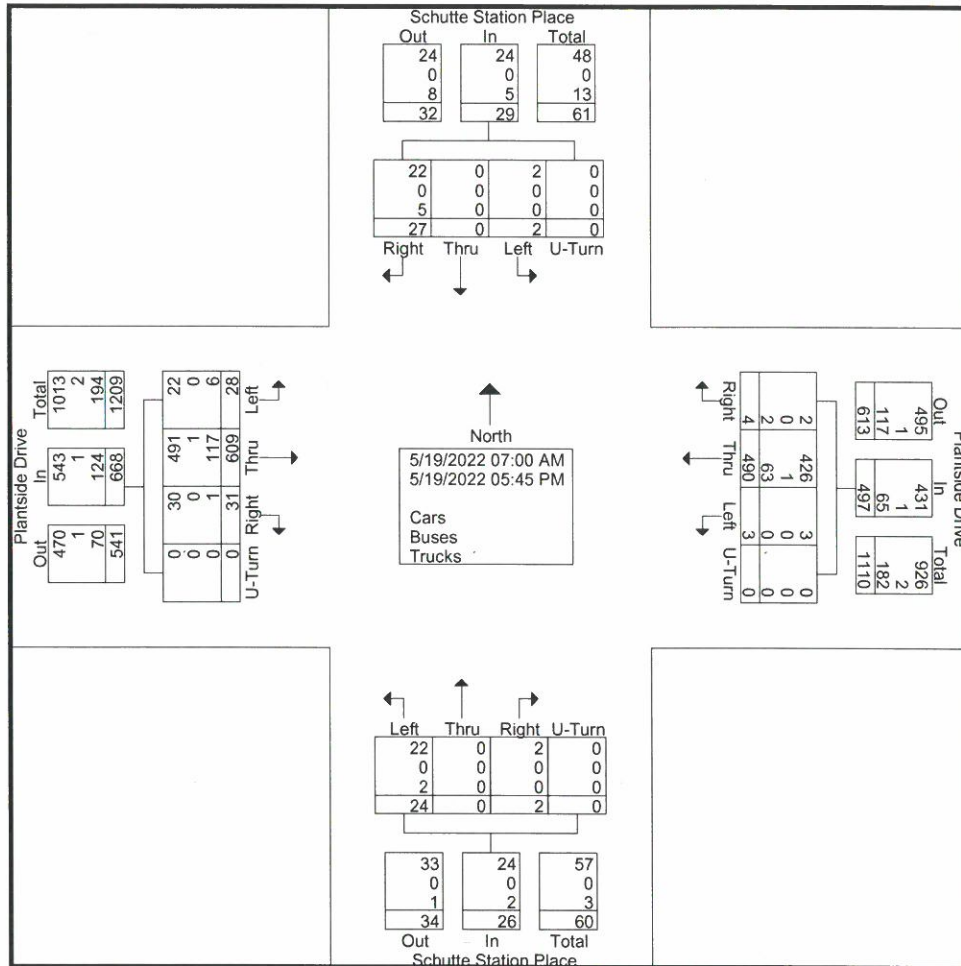 Schutte Station Place
Out In Total
24 24 48
0 0 0
8 5 13
32 29 61
22 0 2 0
0 0 0 0
5 0 0 0
27 0 2 0
Right Thru Left U-Turn
Plantside Drive
Total In Out
1013 543 470
2 1 1
194 124 70
1209 668 541
Left Thru Right U-Turn
22 491 30 0
0 1 0 0
6 117 1 0
28 609 31 0
North
5/19/2022 07:00 AM
5/19/2022 05:45 PM
Cars
Buses
Trucks
Right Thru Left U-Turn
2 426 3 0
0 1 0 0
2 63 0 0
4 490 3 0
Plantside Drive
Out In Total
495 431 926
1 1 2
117 65 182
613 497 1110
Left Thru Right U-Turn
22 0 2 0
0 0 0 0
2 0 0 0
24 0 2 0
33 24 57
0 0 0
1 2 3
34 26 60
Out In Total
Schutte Station Place